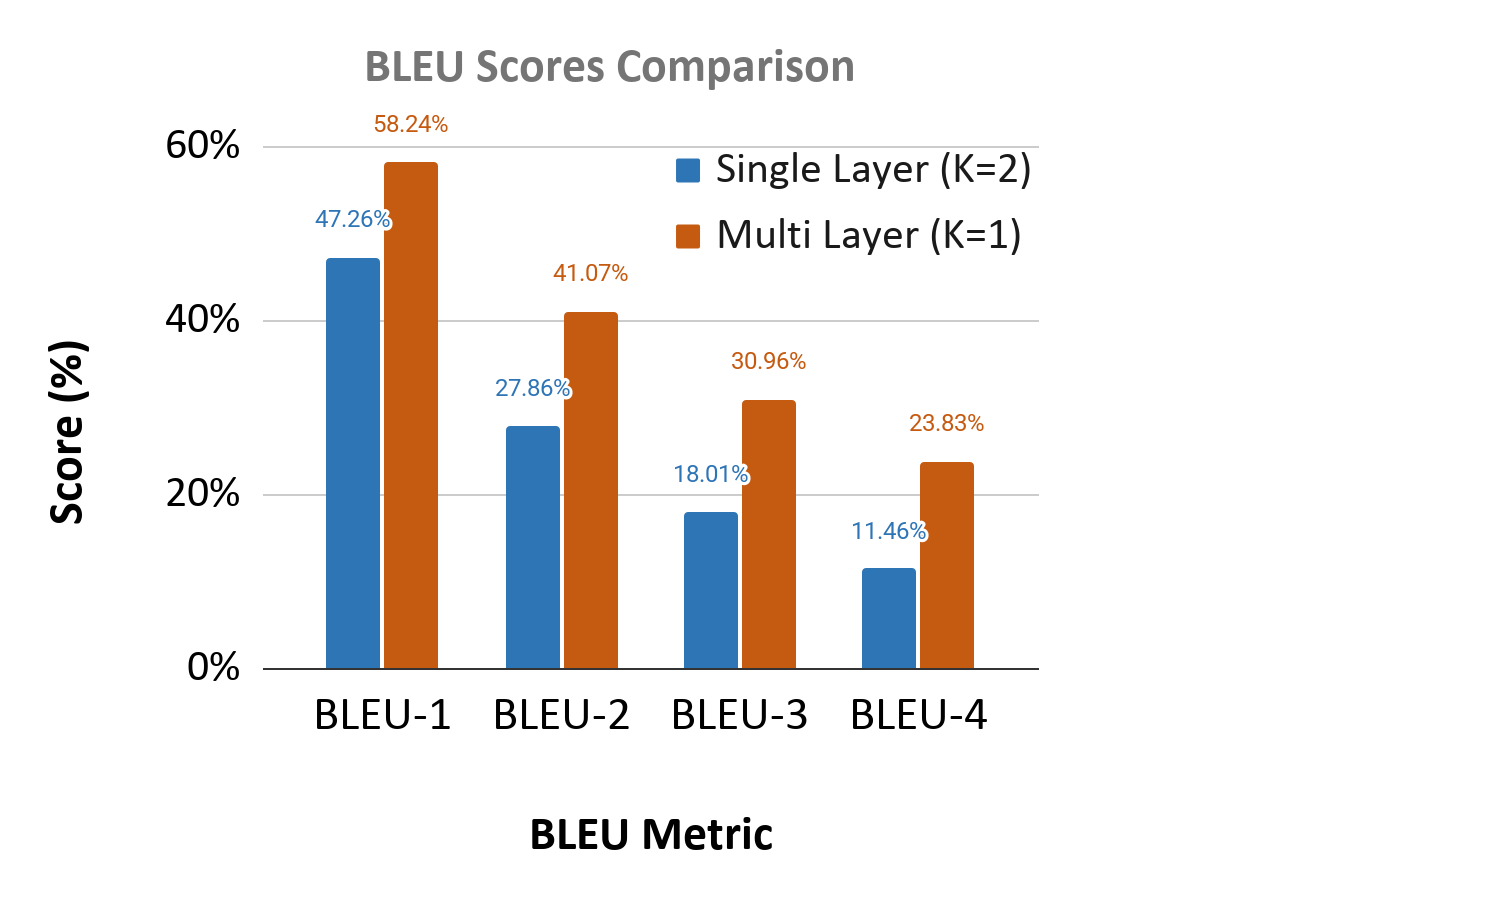 BLEU Scores Comparison
58.24%
60%
Single Layer (K=2)
47.26%
Multi Layer (K=1)
41.07%
40%
30.96%
27.86%
23.83%
18.01%
20%
11.46%
0%
Score (%)
BLEU-1 BLEU-2 BLEU-3 BLEU-4
BLEU Metric